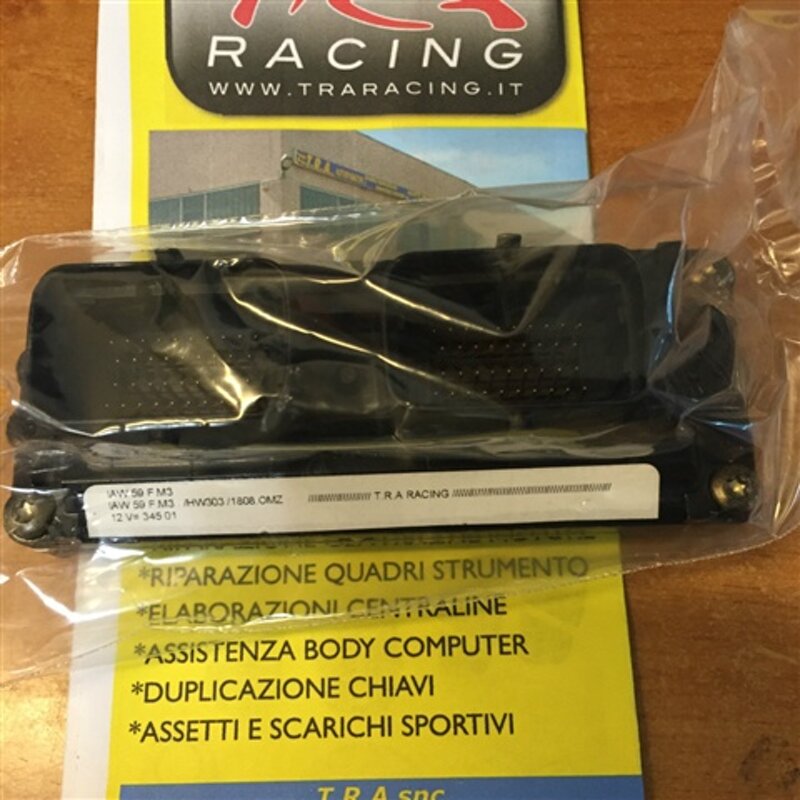 TRA
RACING
WWW.TRARACING.IT
T.R.A.
IAW 59 F.M3
IAW 59 F.M3 /HW303 /1808.OMZ
T.R.A RACING
12 V= 345 01
*RIPARAZIONE QUADRI STRUMENTO
*ELABORAZIONI CENTRALINE
*ASSISTENZA BODY COMPUTER
*DUPLICAZIONE CHIAVI
*ASSETTI E SCARICHI SPORTIVI
T.R.A snc